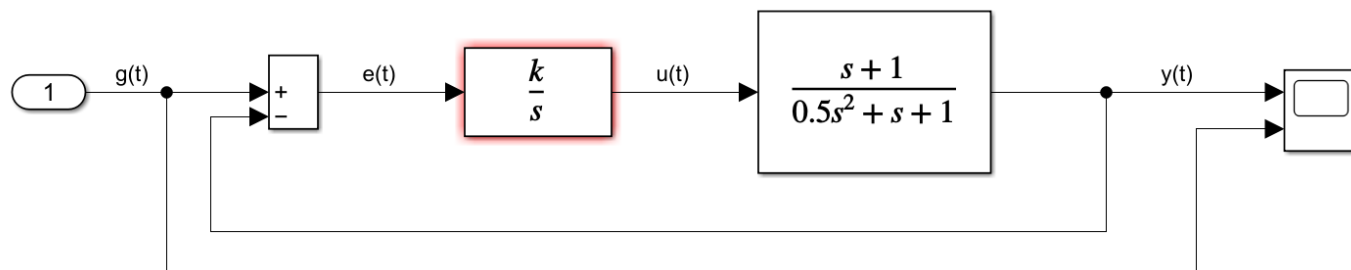 1
g(t)
+
−
e(t)
k
s
u(t)
s + 1
0.5s² + s + 1
y(t)